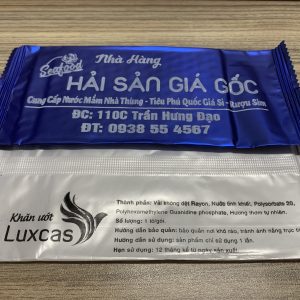 Seafood
Nhà Hàng
HẢI SẢN GIÁ GỐC
Cung Cấp Nước Mắm Nhà Thùng - Tiêu Phú Quốc Giá Sỉ - Rượu Sim
ĐC: 110C Trần Hưng Đạo
ĐT: 0938 55 4567
Khăn ướt
Luxcas
Thành phần: Vải không dệt Rayon, Nước tinh khiết, Polysorbate 20,
Polyhexamethylene Guanidine phosphate, Hương thơm tự nhiên.
Số lượng: 1 tờ/gói.
Hướng dẫn bảo quản: bảo quản nơi khô ráo, tránh ánh nắng trực
Hướng dẫn sử dụng: sản phẩm chỉ sử dụng 1 lần.
Hạn sử dụng: 12 tháng kể từ ngày sản xuất.